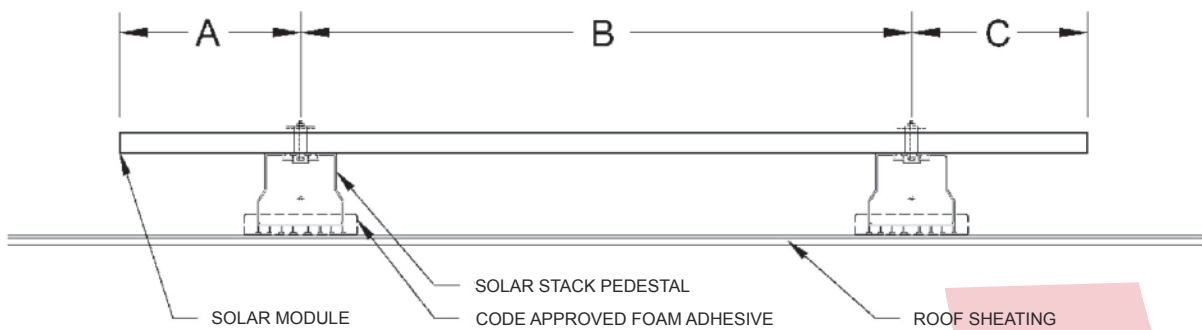 A B C
SOLAR STACK PEDESTAL
SOLAR MODULE CODE APPROVED FOAM ADHESIVE ROOF SHEATING